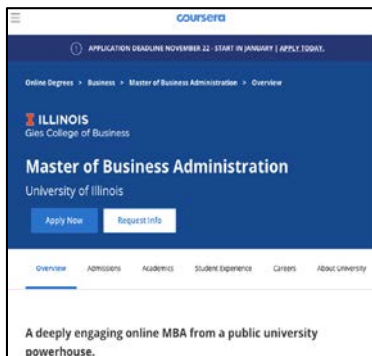 coursera
APPLICATION DEADLINE NOVEMBER 22 - START IN JANUARY | APPLY TODAY.
Online Degrees > Business > Master of Business Administration > Overview
I ILLINOIS
Gies College of Business
Master of Business Administration
University of Illinois
Apply Now Request Info
Overview Admissions Academics Student Experience Careers About University
A deeply engaging online MBA from a public university
powerhouse.